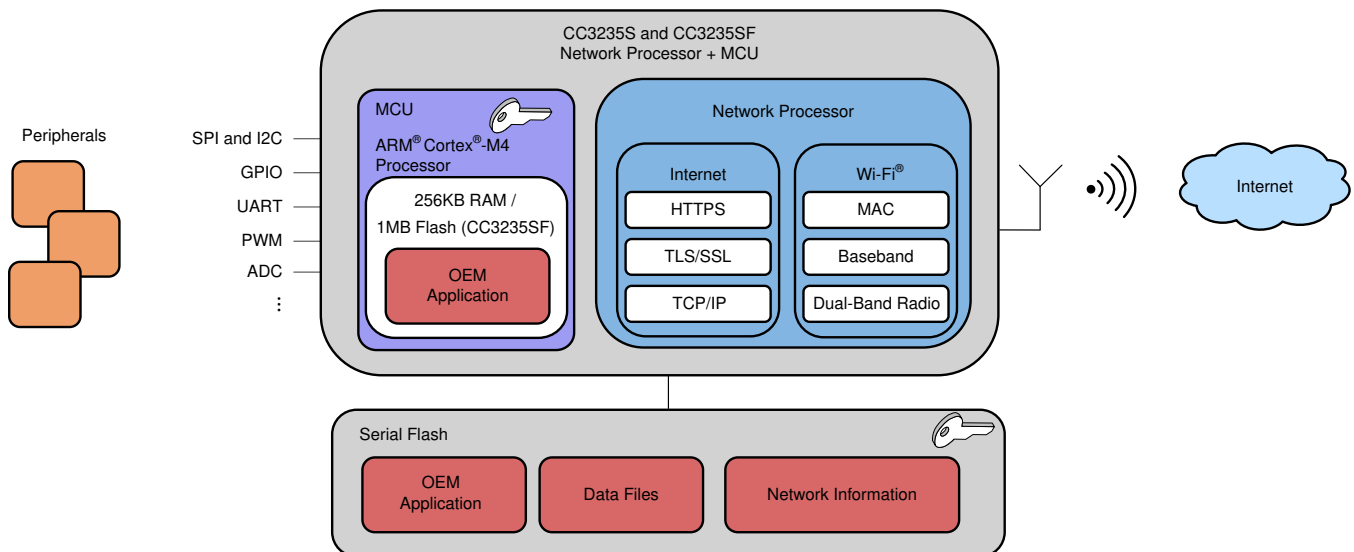 CC3235S and CC3235SF
Network Processor + MCU
MCU
ARM® Cortex®-M4
Processor
256KB RAM /
1MB Flash (CC3235SF)
OEM
Application
Network Processor
Internet
HTTPS
TLS/SSL
TCP/IP
Wi-Fi®
MAC
Baseband
Dual-Band Radio
Peripherals
SPI and I2C
GPIO
UART
PWM
ADC
⋮
Internet
Serial Flash
OEM
Application
Data Files
Network Information